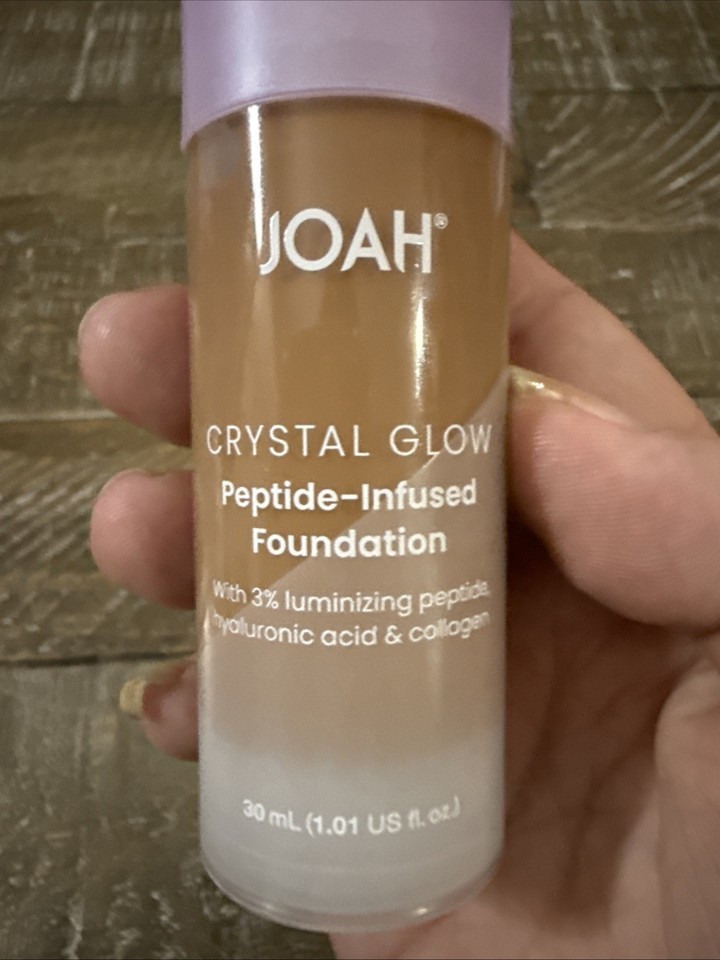 JOAH®
CRYSTAL GLOW
Peptide-Infused
Foundation
With 3% luminizing peptide,
hyaluronic acid & collagen
30 mL (1.01 US fl. oz.)